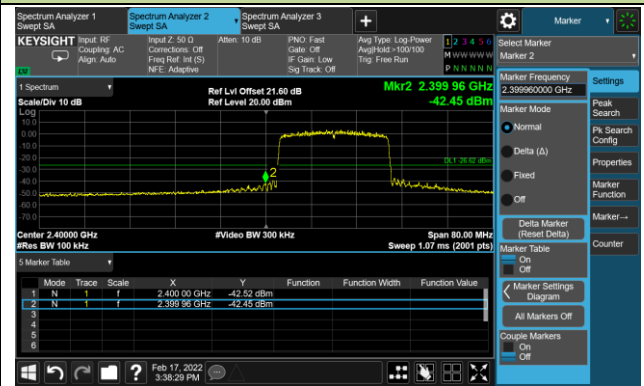 Spectrum Analyzer 1
Swept SA
Spectrum Analyzer 2
Swept SA
Spectrum Analyzer 3
Swept SA
+
Marker
KEYSIGHT
Input: RF
Coupling: AC
Align: Auto
Input Z: 50 Ω
Corrections: Off
Freq Ref: Int (S)
NFE: Adaptive
Atten: 10 dB
PNO: Fast
Gate: Off
IF Gain: Low
Sig Track: Off
Avg Type: Log-Power
Avg|Hold:>100/100
Trig: Free Run
1 2 3 4 5 6
M W W W W W
P N N N N N
LXI
Select Marker
Marker 2
1 Spectrum
Scale/Div 10 dB
Log
Ref Lvl Offset 21.60 dB
Ref Level 20.00 dBm
Mkr2 2.399 96 GHz
-42.45 dBm
10.0
0.00
-10.0
-20.0
-30.0
-40.0
-50.0
-60.0
-70.0
DL1 -26.62 dBm
2
Center 2.40000 GHz
#Res BW 100 kHz
#Video BW 300 kHz
Span 80.00 MHz
Sweep 1.07 ms (2001 pts)
5 Marker Table
Mode Trace Scale X Y Function Function Width Function Value
1 N 1 f 2.400 00 GHz -42.52 dBm
2 N 1 f 2.399 96 GHz -42.45 dBm
3
4
5
6
Marker Frequency
2.399960000 GHz
Marker Mode
Normal
Delta (Δ)
Fixed
Off
Delta Marker
(Reset Delta)
Marker Table
On
Off
Marker Settings
Diagram
All Markers Off
Couple Markers
On
Off
Settings
Peak
Search
Pk Search
Config
Properties
Marker
Function
Marker→
Counter
?
Feb 17, 2022
3:38:29 PM